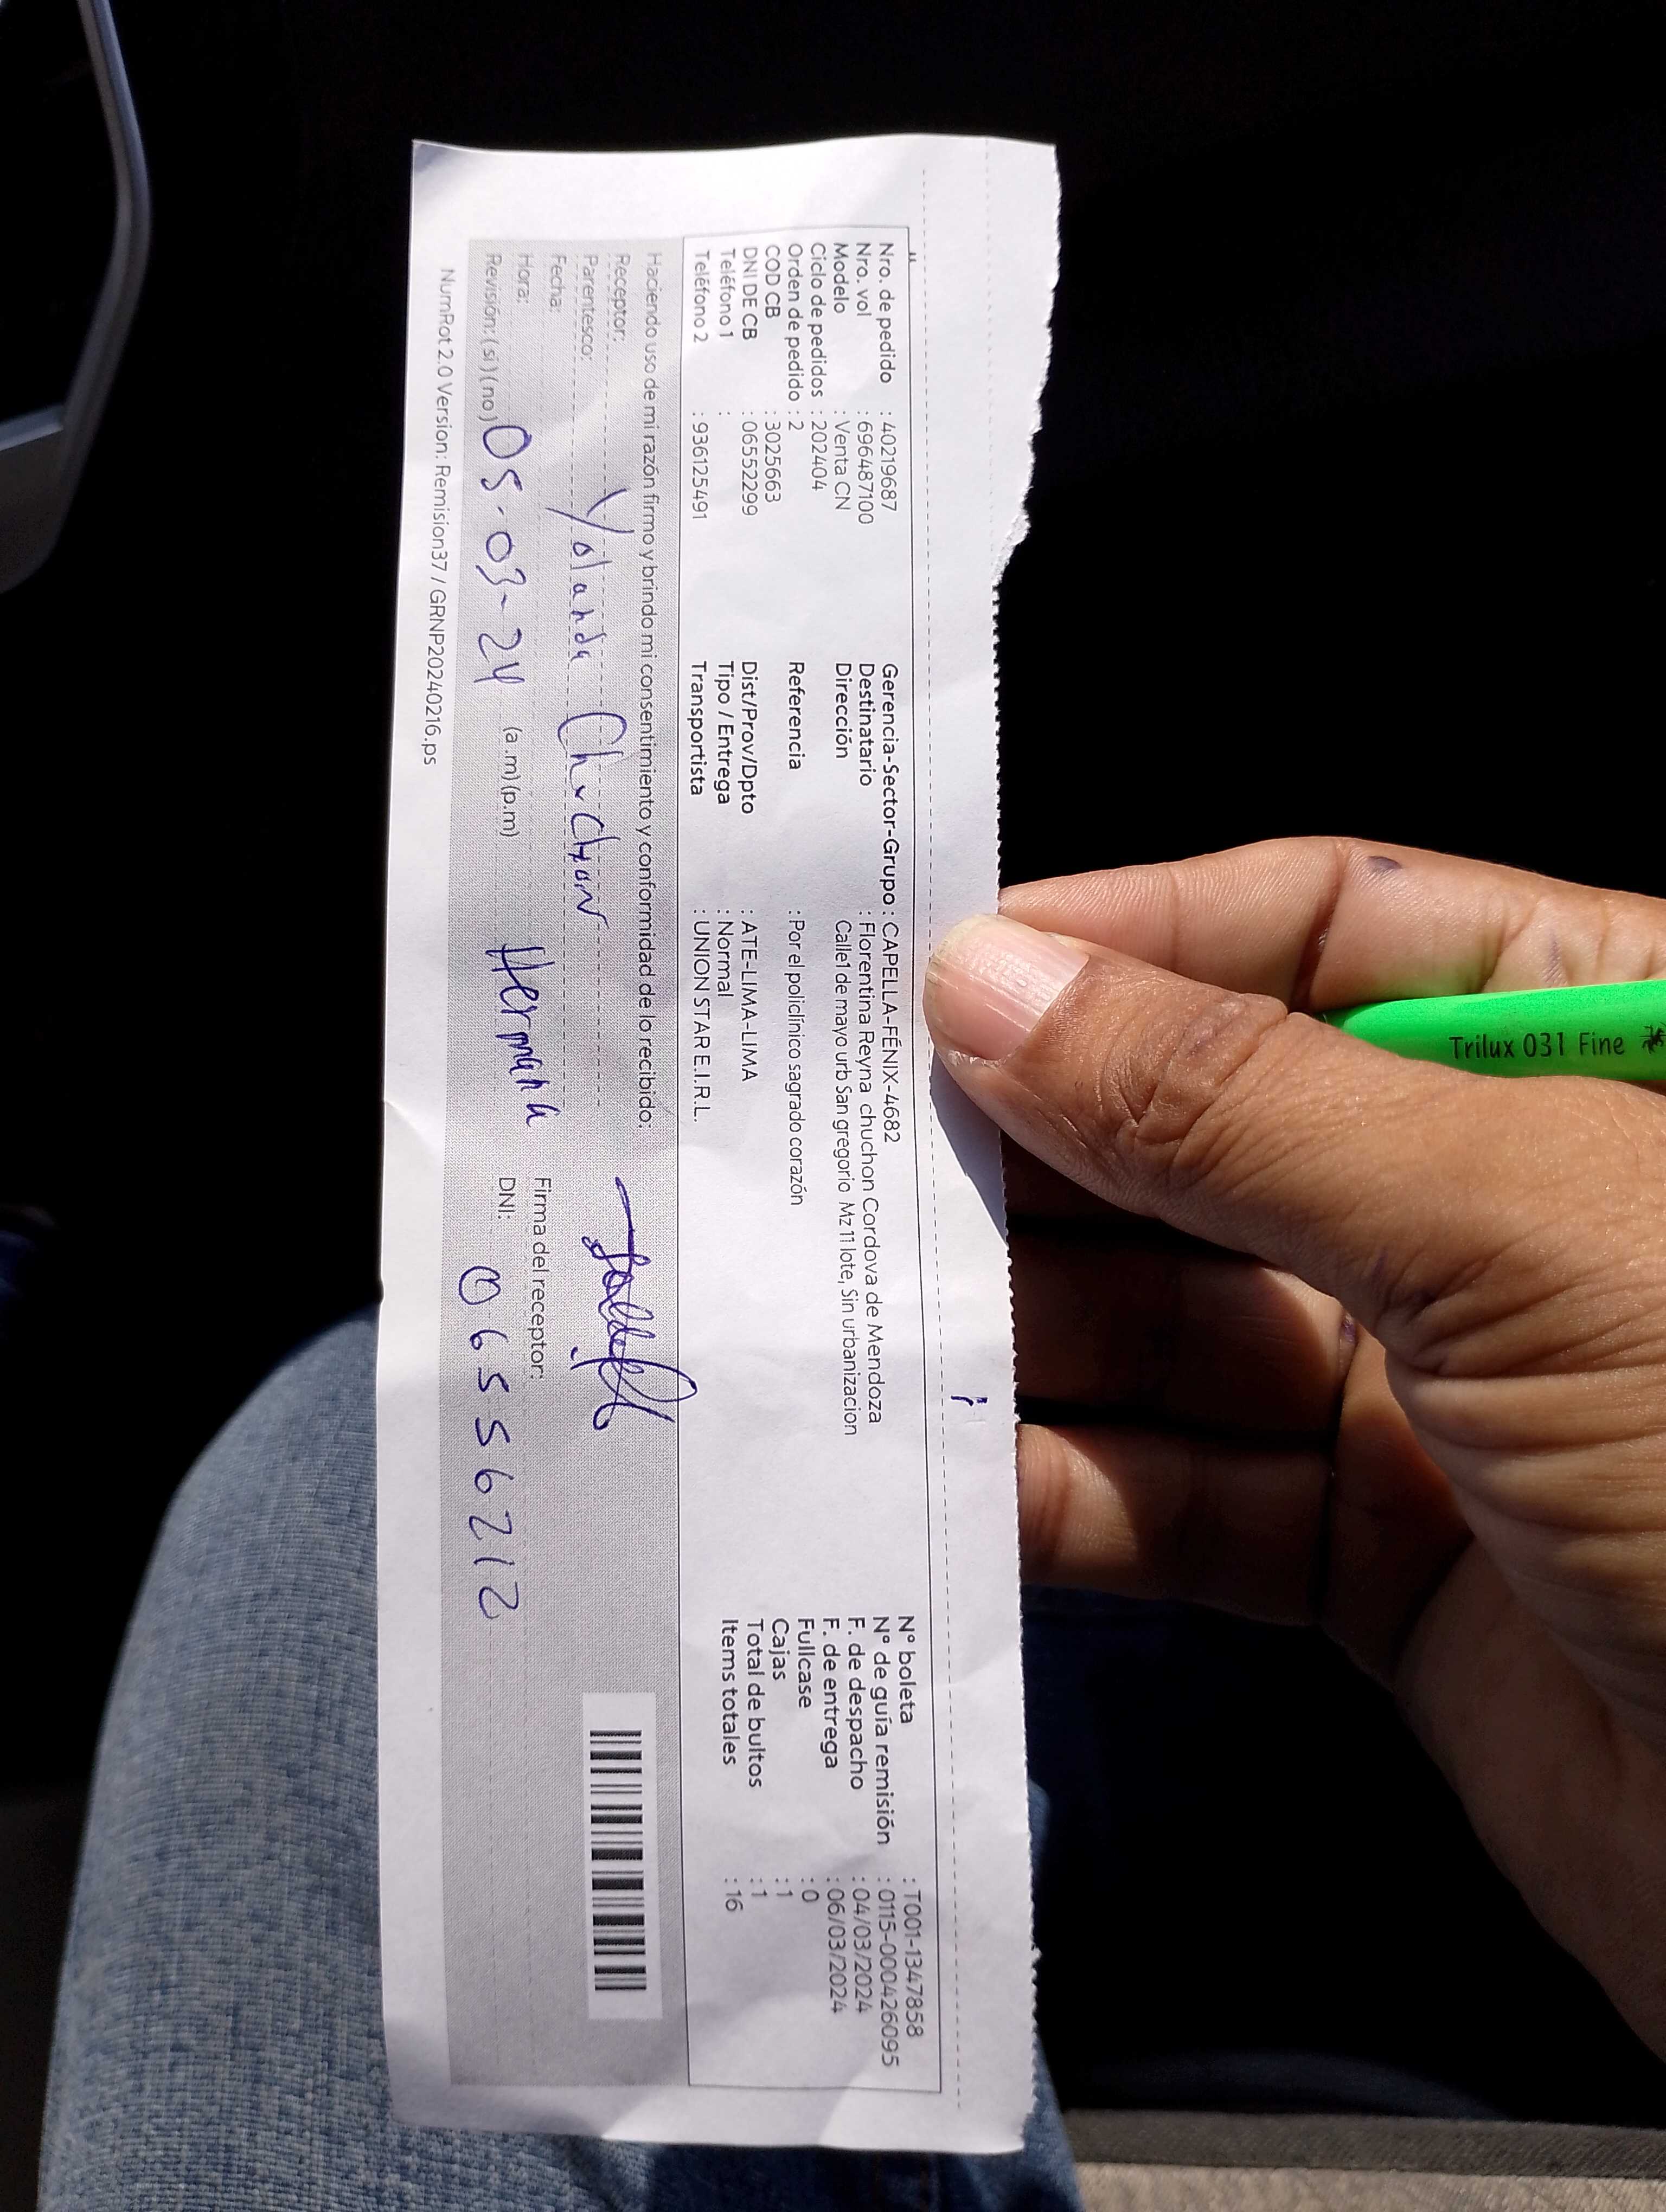 Nro. de pedido : 40219687
Nro. vol : 696487100
Modelo : Venta CN
Ciclo de pedidos : 202404
Orden de pedido : 2
COD CB : 3025663
DNI DE CB : 06552299
Teléfono 1 :
Teléfono 2 : 936125491
Gerencia-Sector-Grupo : CAPELLA-FÉNIX-4682
Destinatario : Florentina Reyna chuchon Cordova de Mendoza
Dirección Calle1 de mayo urb San gregorio Mz 11 lote, Sin urbanizacion
Referencia : Por el policlínico sagrado corazón
Dist/Prov/Dpto : ATE-LIMA-LIMA
Tipo / Entrega : Normal
Transportista : UNION STAR E.I.R.L.
N° boleta : T001-1347858
N° de guía remisión : 0115-000426095
F. de despacho : 04/03/2024
F. de entrega : 06/03/2024
Fullcase : 0
Cajas : 1
Total de bultos : 1
Items totales : 16
Haciendo uso de mi razón firmo y brindo mi consentimiento y conformidad de lo recibido:
Receptor:
Parentesco: Yolanda Chuchon
Fecha:
Hora: (a.m) (p.m) Hermana
Revisión: (si) (no) 05-03-24
Firma del receptor:
DNI: 06556212
NumRot 2.0 Version: Remision37 / GRNP20240216.ps
Trilux 031 Fine